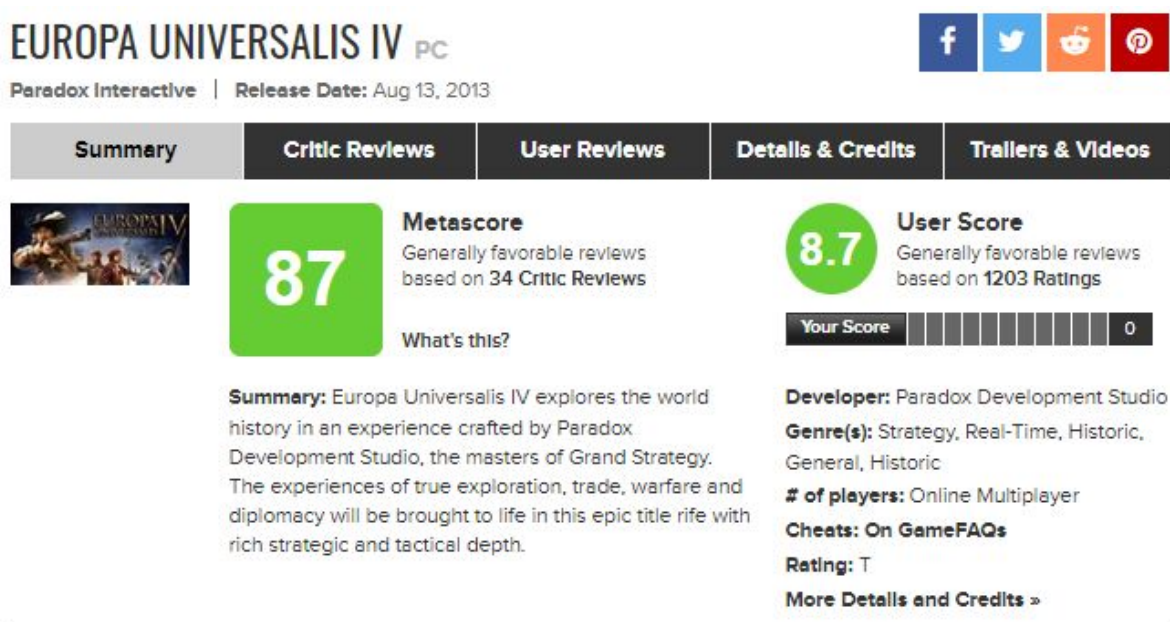 EUROPA UNIVERSALIS IV PC
Paradox Interactive | Release Date: Aug 13, 2013
Summary
Critic Reviews
User Reviews
Details & Credits
Trailers & Videos
EUROPA IV
UNIVERSALIS
87
Metascore
Generally favorable reviews
based on 34 Critic Reviews
What's this?
8.7
User Score
Generally favorable reviews
based on 1203 Ratings
Your Score
0
Summary: Europa Universalis IV explores the world
history in an experience crafted by Paradox
Development Studio, the masters of Grand Strategy.
The experiences of true exploration, trade, warfare and
diplomacy will be brought to life in this epic title rife with
rich strategic and tactical depth.
Developer: Paradox Development Studio
Genre(s): Strategy, Real-Time, Historic,
General, Historic
# of players: Online Multiplayer
Cheats: On GameFAQs
Rating: T
More Details and Credits »